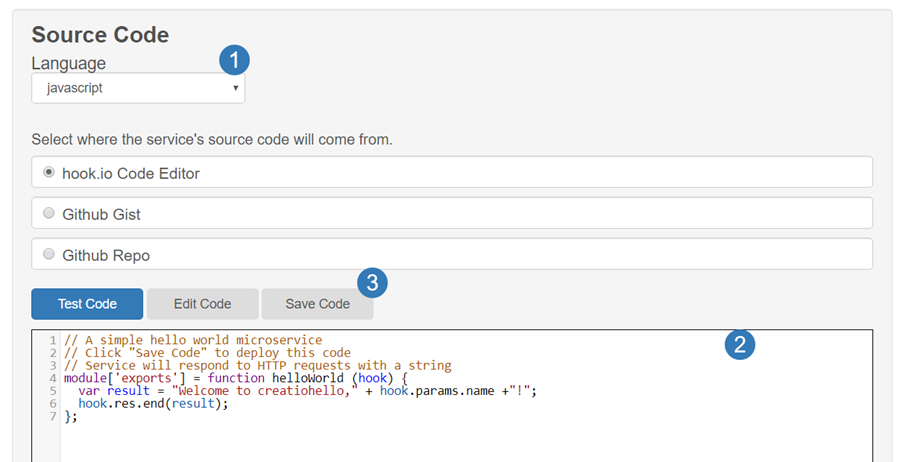 Source Code
Language
1
javascript
Select where the service's source code will come from.
hook.io Code Editor
Github Gist
Github Repo
3
Test Code Edit Code Save Code
2
1 // A simple hello world microservice
2 // Click "Save Code" to deploy this code
3 // Service will respond to HTTP requests with a string
4 module['exports'] = function helloWorld (hook) {
5 var result = "Welcome to creatiohello," + hook.params.name +"!";
6 hook.res.end(result);
7 };